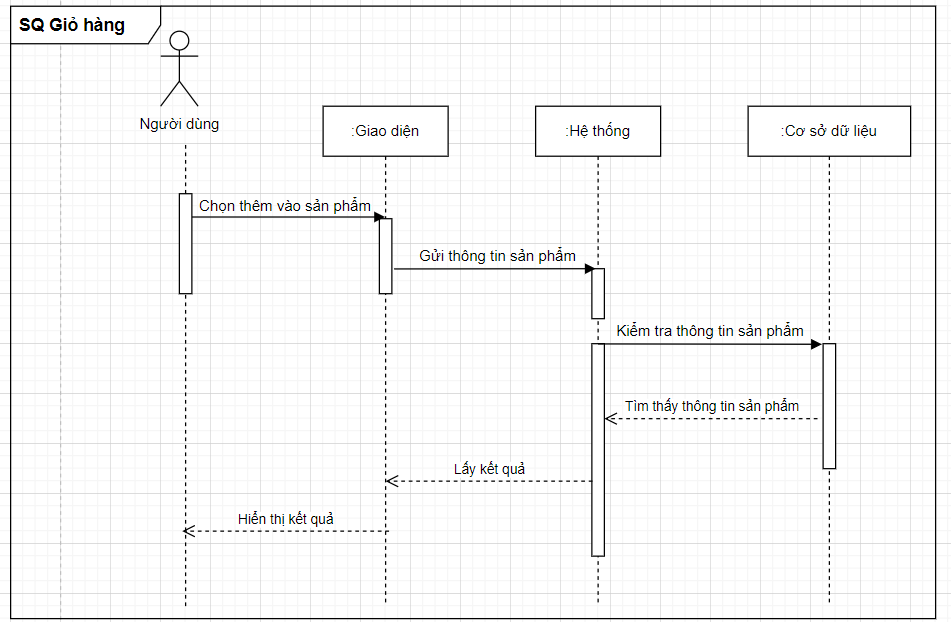 SQ Giỏ hàng
Người dùng
:Giao diện
:Hệ thống
:Cơ sở dữ liệu
Chọn thêm vào sản phẩm
Gửi thông tin sản phẩm
Kiểm tra thông tin sản phẩm
Tìm thấy thông tin sản phẩm
Lấy kết quả
Hiển thị kết quả